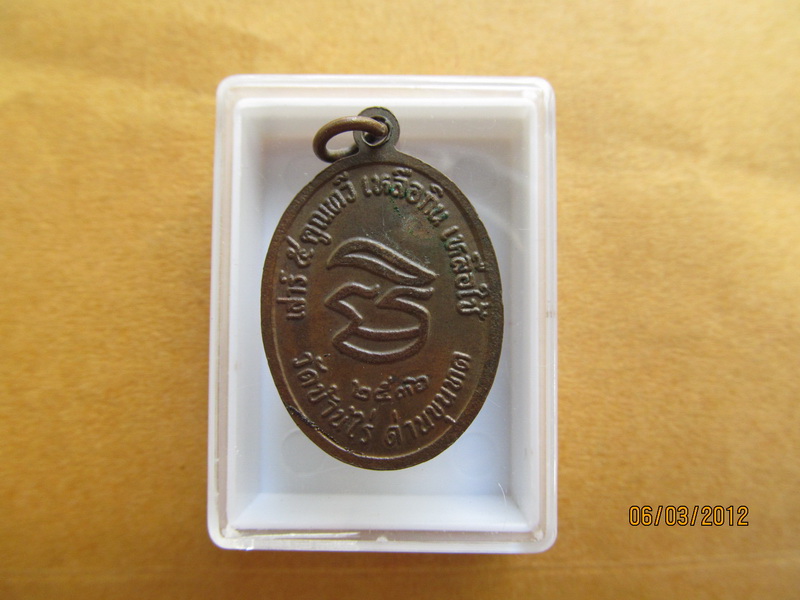 เสาร์ ๕ คูณทวี เหลือกิน เหลือใช้
๒๕๓๖
วัดบ้านไร่ ด่านขุนทด
06/03/2012